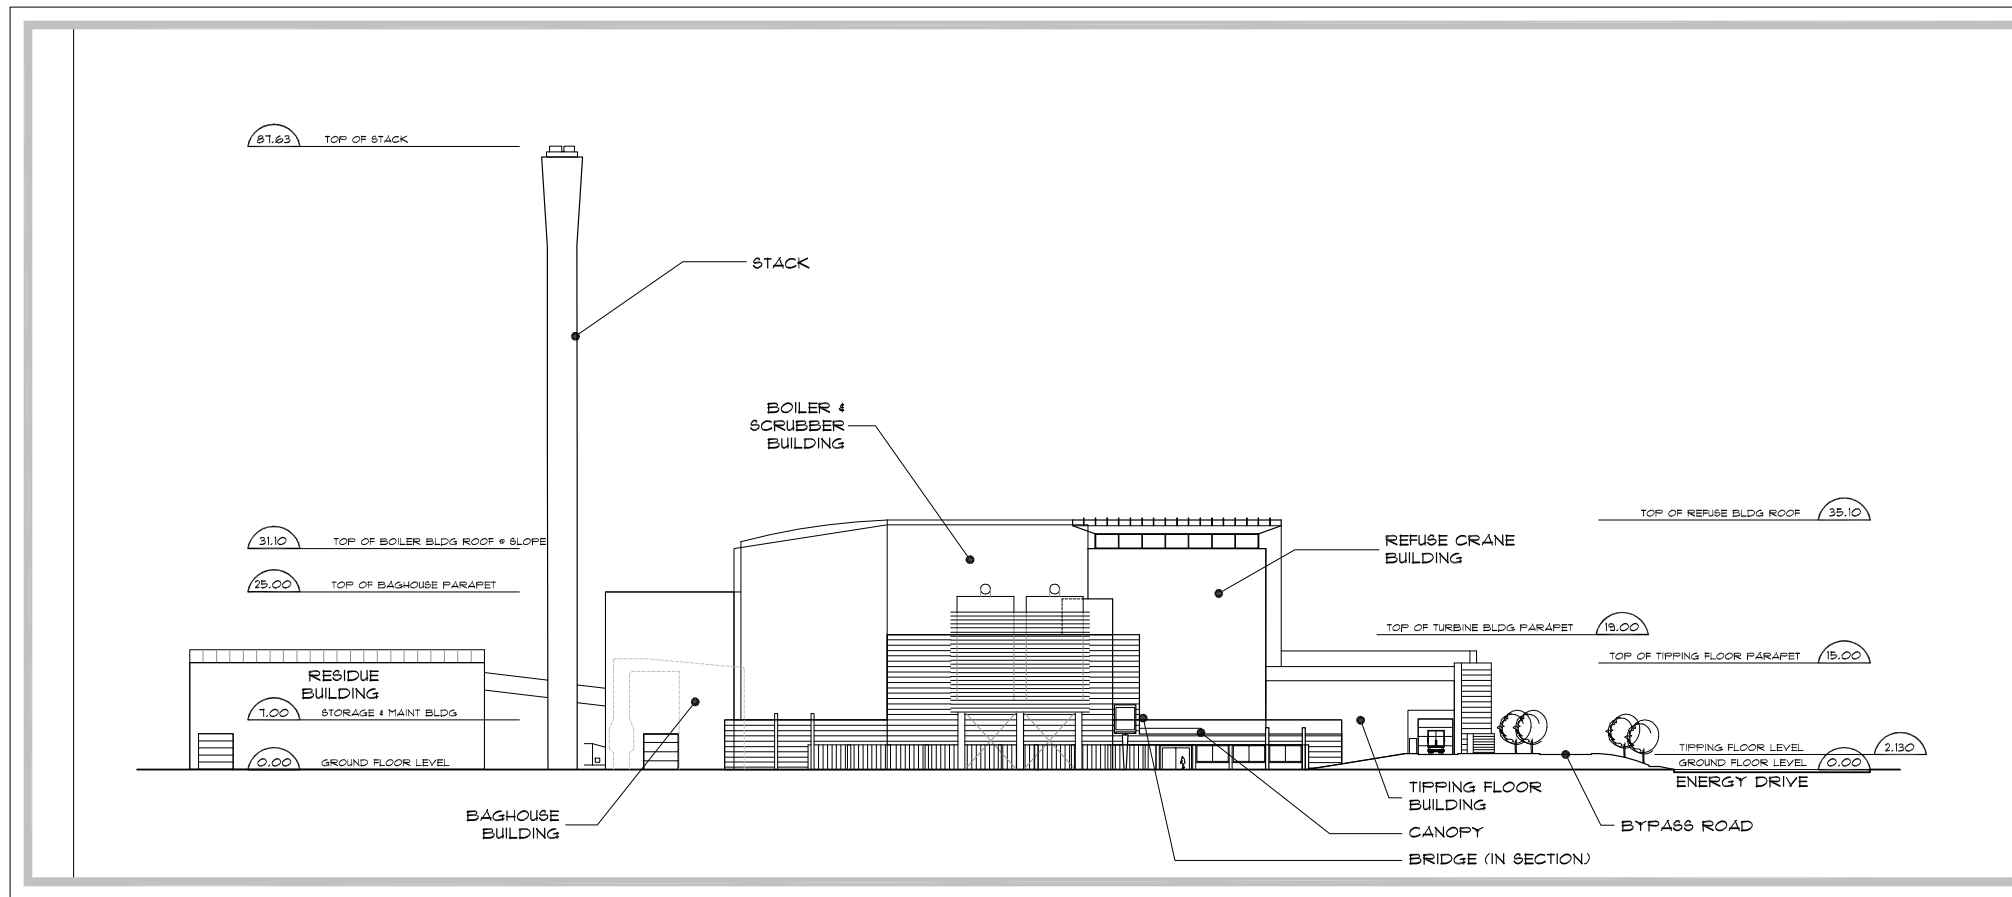 87.63 TOP OF STACK
STACK
BOILER &
SCRUBBER
BUILDING
TOP OF REFUSE BLDG ROOF 35.10
31.10 TOP OF BOILER BLDG ROOF @ SLOPE
REFUSE CRANE
BUILDING
25.00 TOP OF BAGHOUSE PARAPET
TOP OF TURBINE BLDG PARAPET 19.00
TOP OF TIPPING FLOOR PARAPET 15.00
RESIDUE
BUILDING
7.00 STORAGE & MAINT BLDG
TIPPING FLOOR LEVEL 2.130
0.00 GROUND FLOOR LEVEL
GROUND FLOOR LEVEL 0.00
ENERGY DRIVE
TIPPING FLOOR
BUILDING
BAGHOUSE
BUILDING
BYPASS ROAD
CANOPY
BRIDGE (IN SECTION)